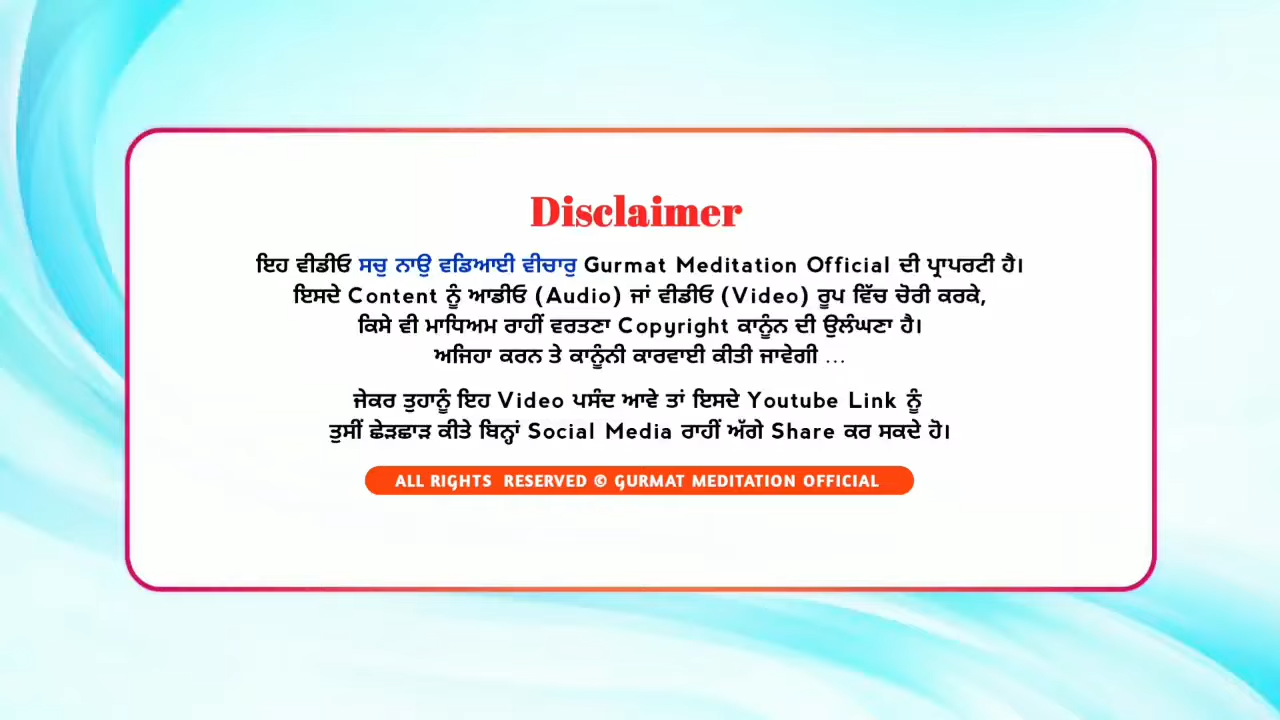 Disclaimer
ਇਹ ਵੀਡੀਓ ਸਚੁ ਨਾਉ ਵਡਿਆਈ ਵੀਚਾਰੁ Gurmat Meditation Official ਦੀ ਪ੍ਰਾਪਰਟੀ ਹੈ।
ਇਸਦੇ Content ਨੂੰ ਆਡੀਓ (Audio) ਜਾਂ ਵੀਡੀਓ (Video) ਰੂਪ ਵਿੱਚ ਚੋਰੀ ਕਰਕੇ,
ਕਿਸੇ ਵੀ ਮਾਧਿਅਮ ਰਾਹੀਂ ਵਰਤਣਾ Copyright ਕਾਨੂੰਨ ਦੀ ਉਲੰਘਣਾ ਹੈ।
ਅਜਿਹਾ ਕਰਨ ਤੇ ਕਾਨੂੰਨੀ ਕਾਰਵਾਈ ਕੀਤੀ ਜਾਵੇਗੀ ...
ਜੇਕਰ ਤੁਹਾਨੂੰ ਇਹ Video ਪਸੰਦ ਆਵੇ ਤਾਂ ਇਸਦੇ Youtube Link ਨੂੰ
ਤੁਸੀਂ ਛੇੜਛਾੜ ਕੀਤੇ ਬਿਨ੍ਹਾਂ Social Media ਰਾਹੀਂ ਅੱਗੇ Share ਕਰ ਸਕਦੇ ਹੋ।
ALL RIGHTS RESERVED © GURMAT MEDITATION OFFICIAL